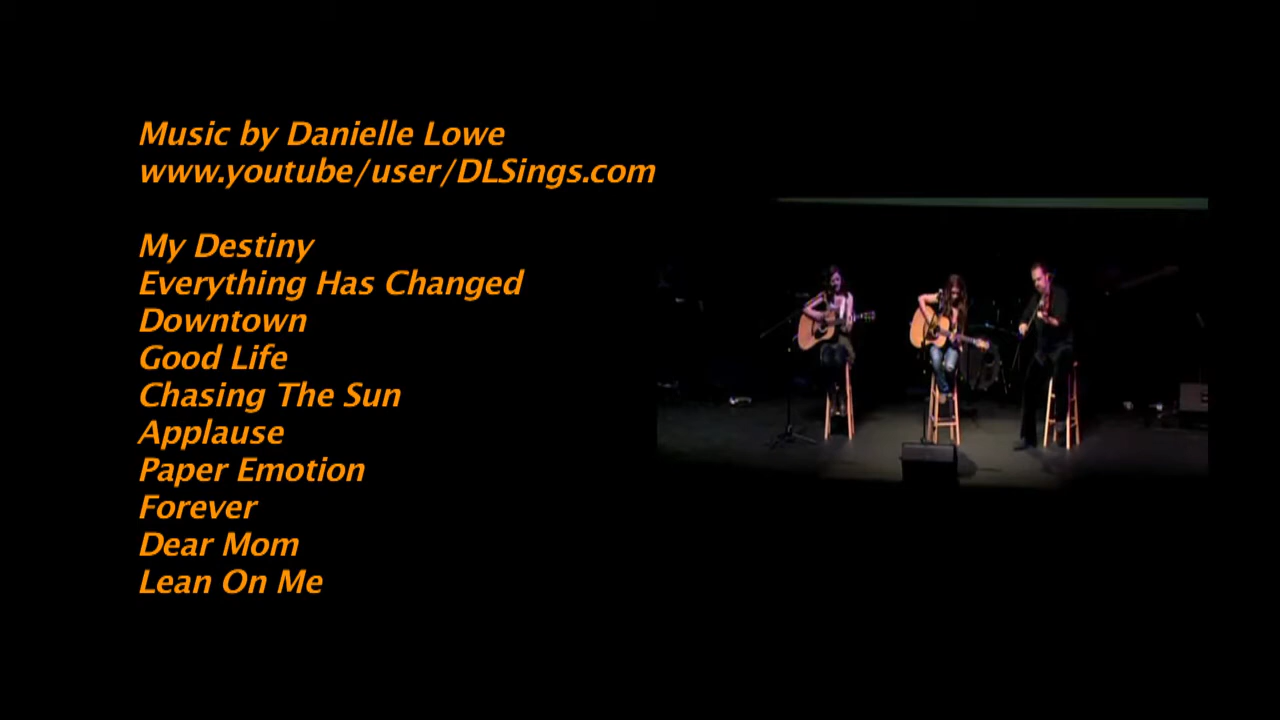 Music by Danielle Lowe
www.youtube/user/DLSings.com
My Destiny
Everything Has Changed
Downtown
Good Life
Chasing The Sun
Applause
Paper Emotion
Forever
Dear Mom
Lean On Me